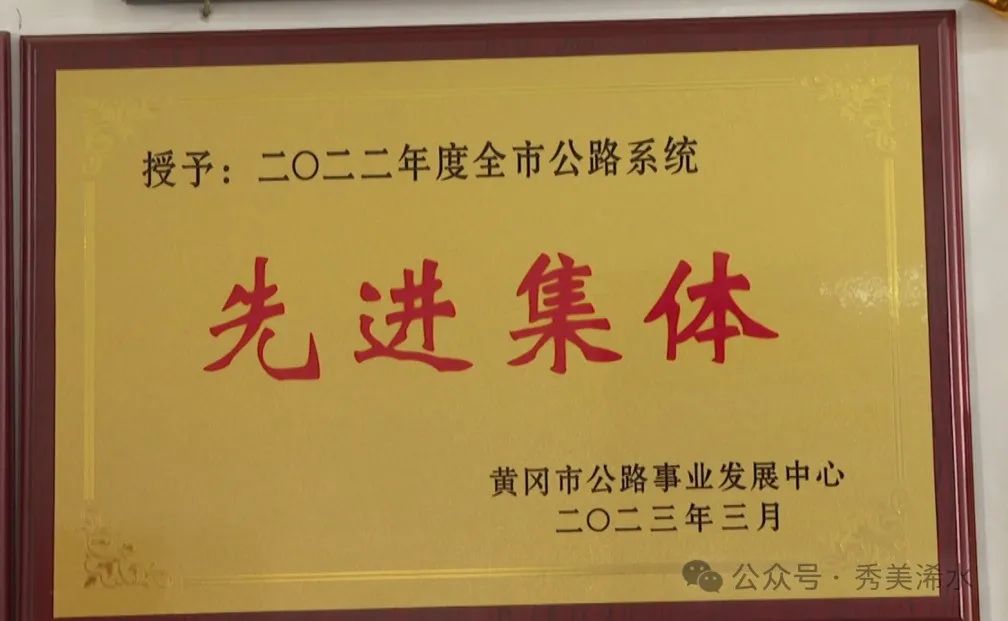 授予：二〇二二年度全市公路系统
先进集体
黄冈市公路事业发展中心
二〇二三年三月
公众号·秀美浠水